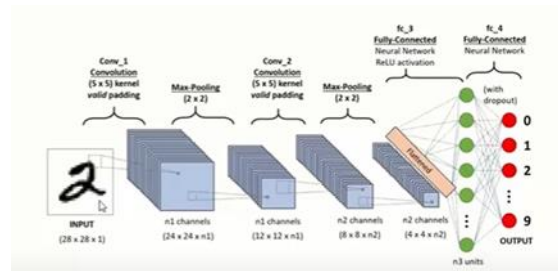 fc_3
Fully-Connected
Neural Network
ReLU activation
fc_4
Fully-Connected
Neural Network
Conv_1
Convolution
(5 x 5) kernel
valid padding
Max-Pooling
(2 x 2)
Conv_2
Convolution
(5 x 5) kernel
valid padding
Max-Pooling
(2 x 2)
(with
dropout)
0
1
2
9
Flattened
2
INPUT
(28 x 28 x 1)
n1 channels
(24 x 24 x n1)
n1 channels
(12 x 12 x n1)
n2 channels
(8 x 8 x n2)
n2 channels
(4 x 4 x n2)
OUTPUT
n3 units